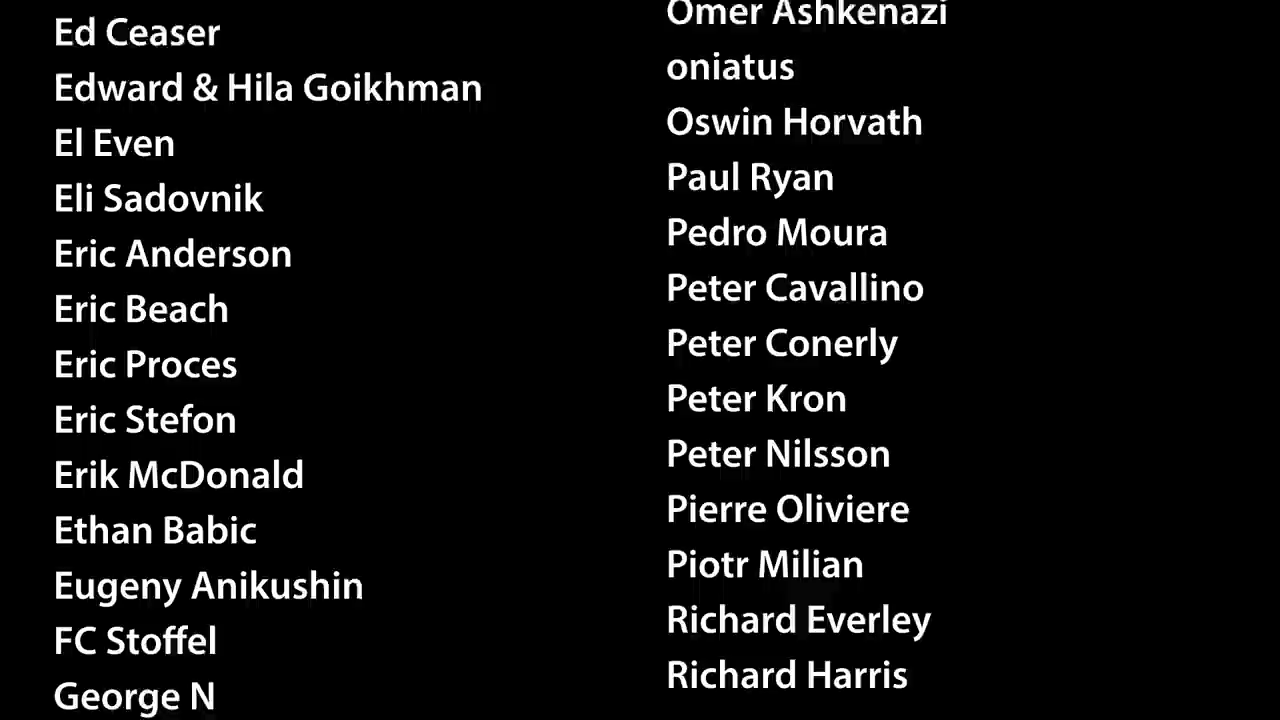 Ed Ceaser
Edward & Hila Goikhman
El Even
Eli Sadovnik
Eric Anderson
Eric Beach
Eric Proces
Eric Stefon
Erik McDonald
Ethan Babic
Eugeny Anikushin
FC Stoffel
George N
Omer Ashkenazi
oniatus
Oswin Horvath
Paul Ryan
Pedro Moura
Peter Cavallino
Peter Conerly
Peter Kron
Peter Nilsson
Pierre Oliviere
Piotr Milian
Richard Everley
Richard Harris